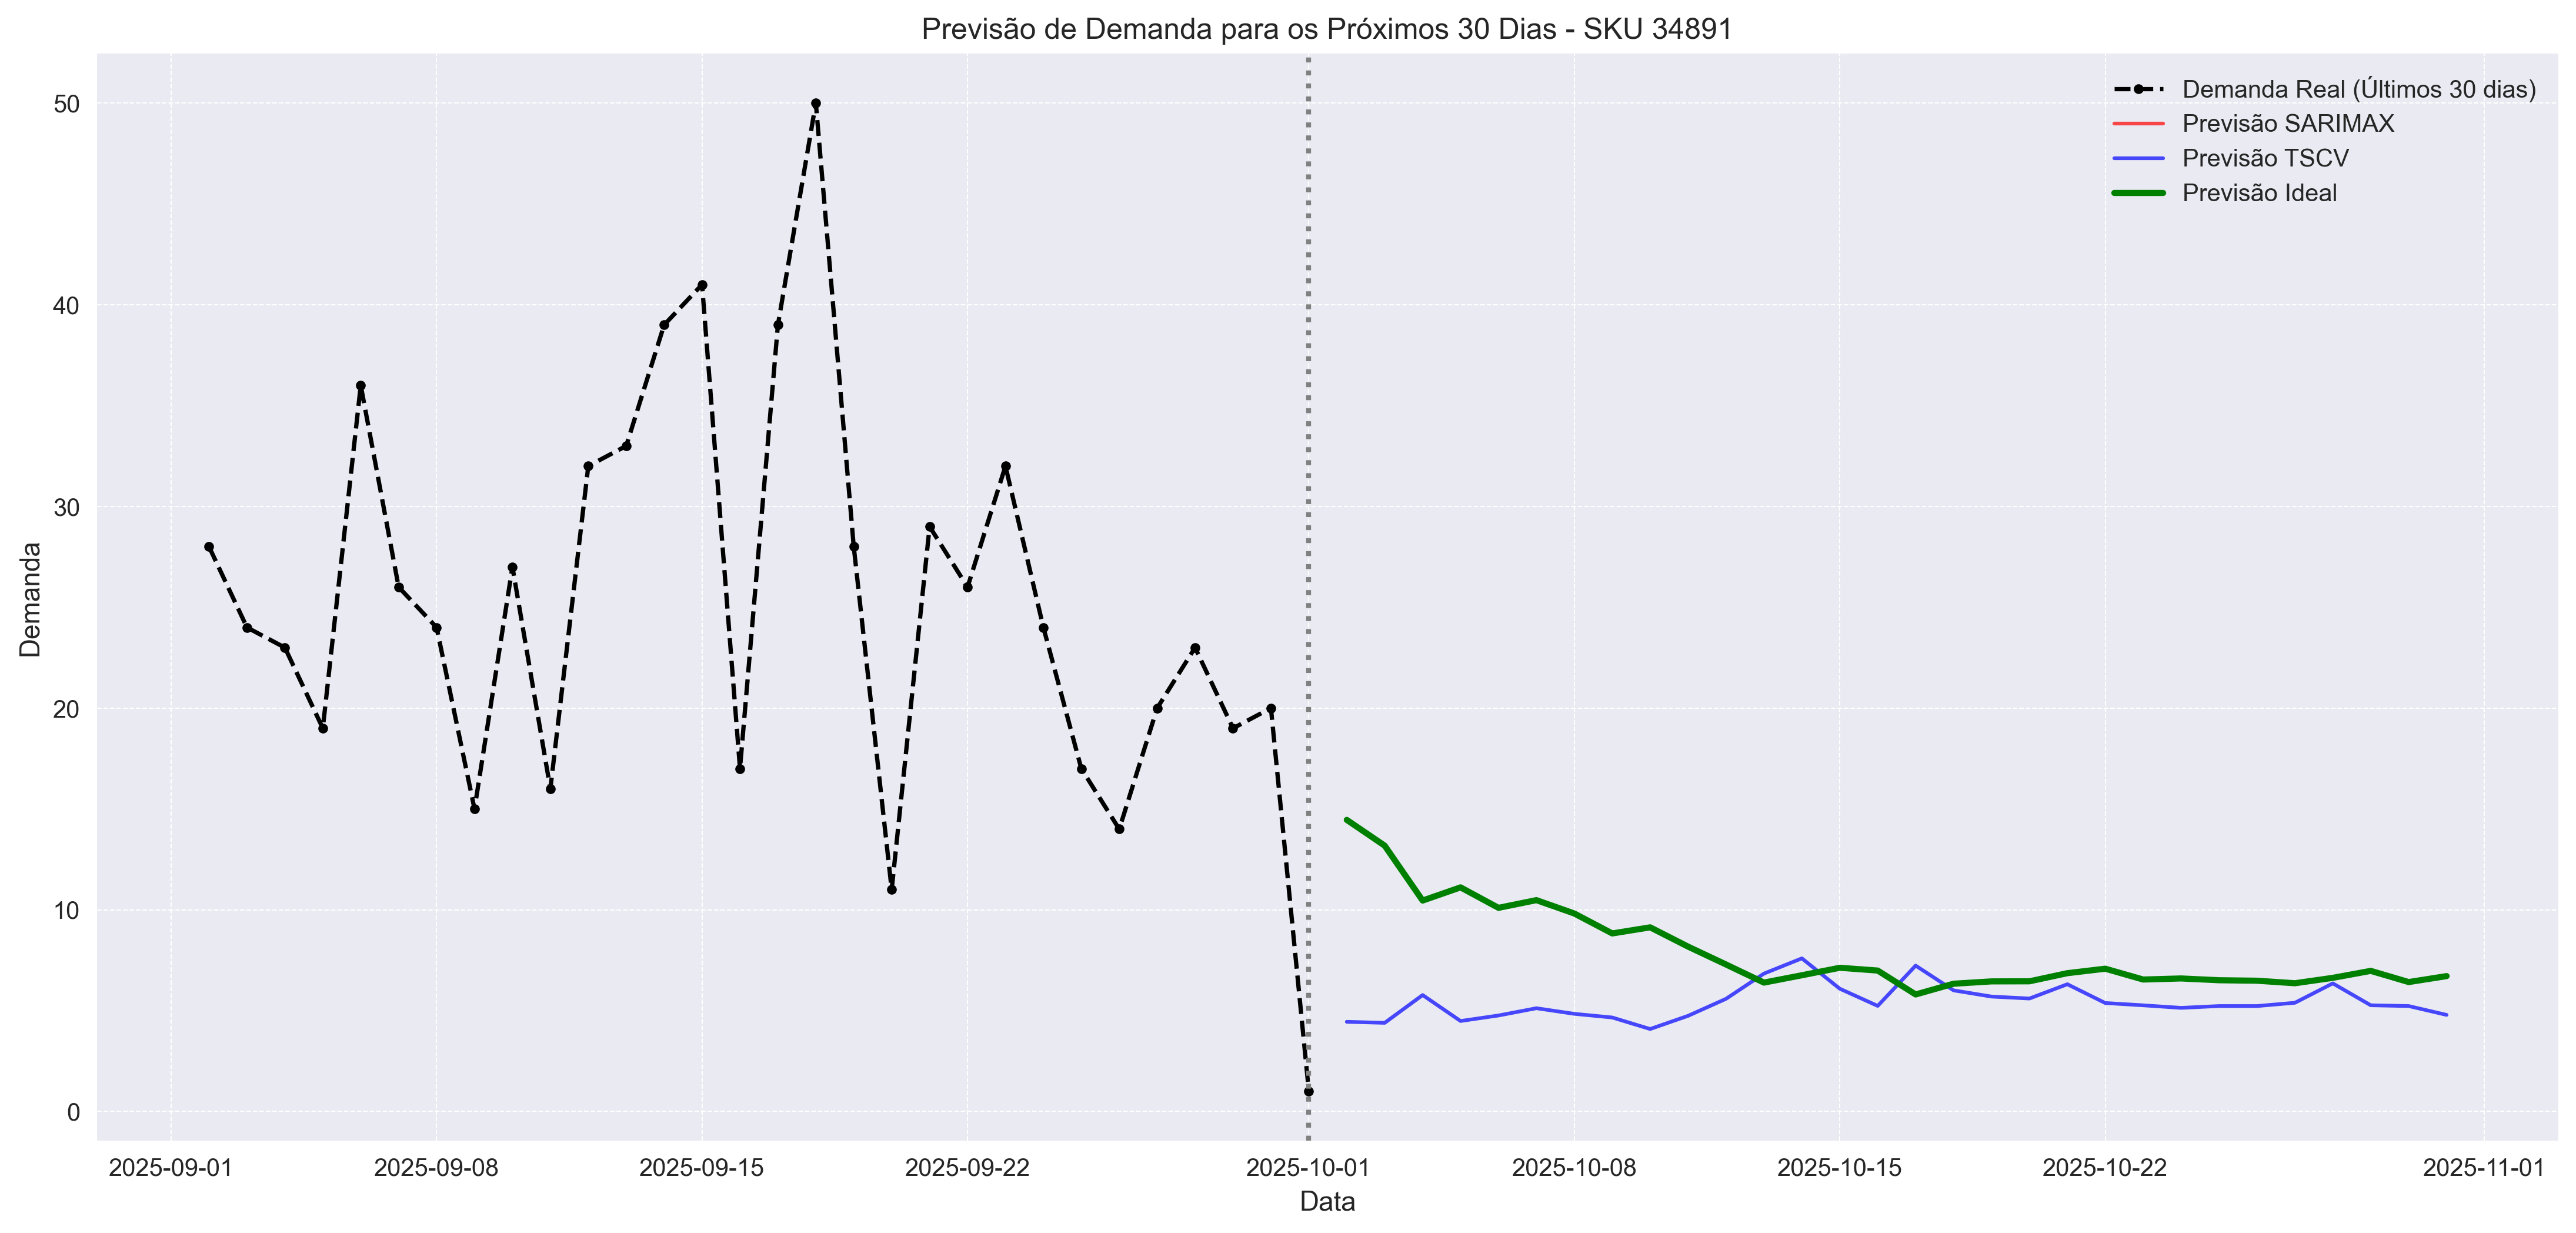 Previsão de Demanda para os Próximos 30 Dias - SKU 34891
Demanda Real (Últimos 30 dias)
Previsão SARIMAX
Previsão TSCV
Previsão Ideal
Demanda
50
40
30
20
10
0
2025-09-01
2025-09-08
2025-09-15
2025-09-22
2025-10-01
2025-10-08
2025-10-15
2025-10-22
2025-11-01
Data